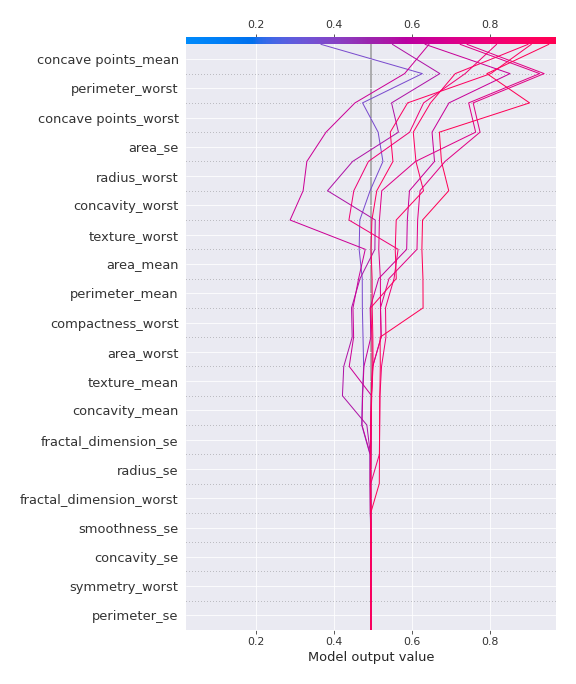 0.2 0.4 0.6 0.8
concave points_mean
perimeter_worst
concave points_worst
area_se
radius_worst
concavity_worst
texture_worst
area_mean
perimeter_mean
compactness_worst
area_worst
texture_mean
concavity_mean
fractal_dimension_se
radius_se
fractal_dimension_worst
smoothness_se
concavity_se
symmetry_worst
perimeter_se
0.2 0.4 0.6 0.8
Model output value